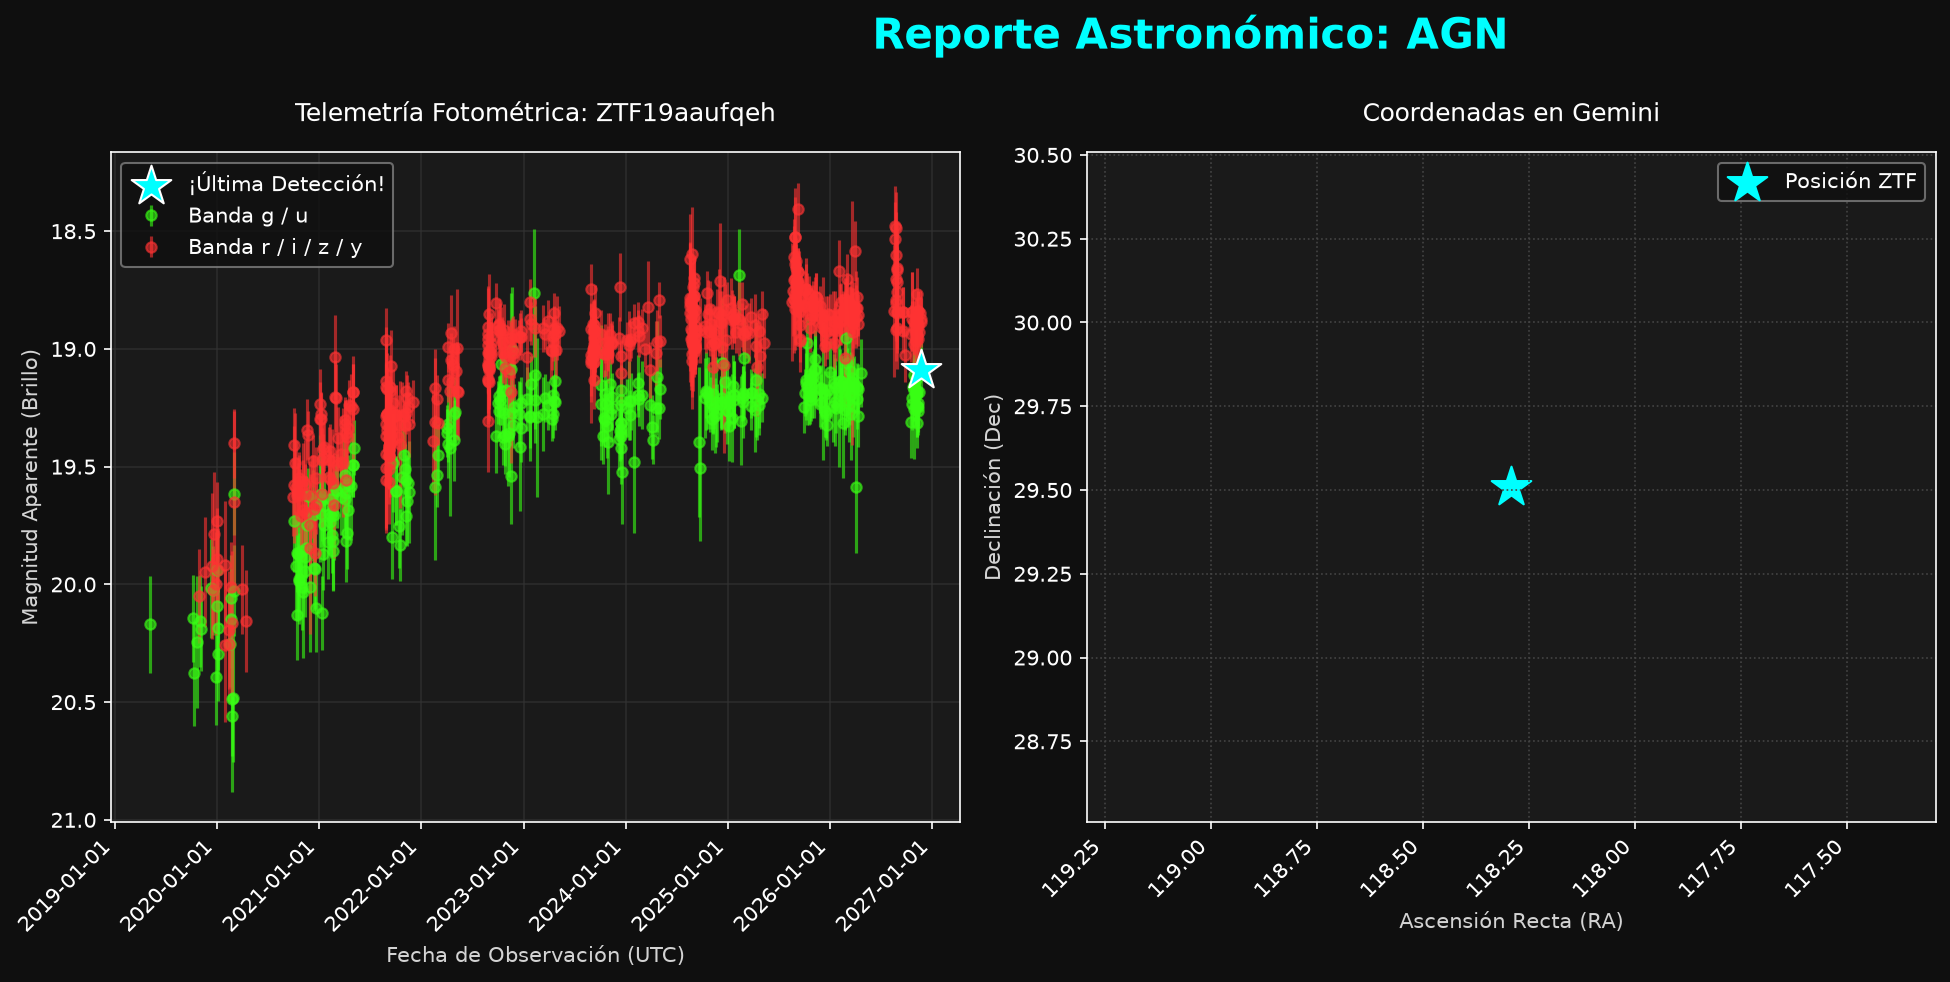 Reporte Astronómico: AGN
Telemetría Fotométrica: ZTF19aaufqeh
¡Última Detección!
Banda g / u
Banda r / i / z / y
Magnitud Aparente (Brillo)
18.5
19.0
19.5
20.0
20.5
21.0
2019-01-01
2020-01-01
2021-01-01
2022-01-01
2023-01-01
2024-01-01
2025-01-01
2026-01-01
2027-01-01
Fecha de Observación (UTC)
Coordenadas en Gemini
Posición ZTF
Declinación (Dec)
30.50
30.25
30.00
29.75
29.50
29.25
29.00
28.75
119.25
119.00
118.75
118.50
118.25
118.00
117.75
117.50
Ascensión Recta (RA)